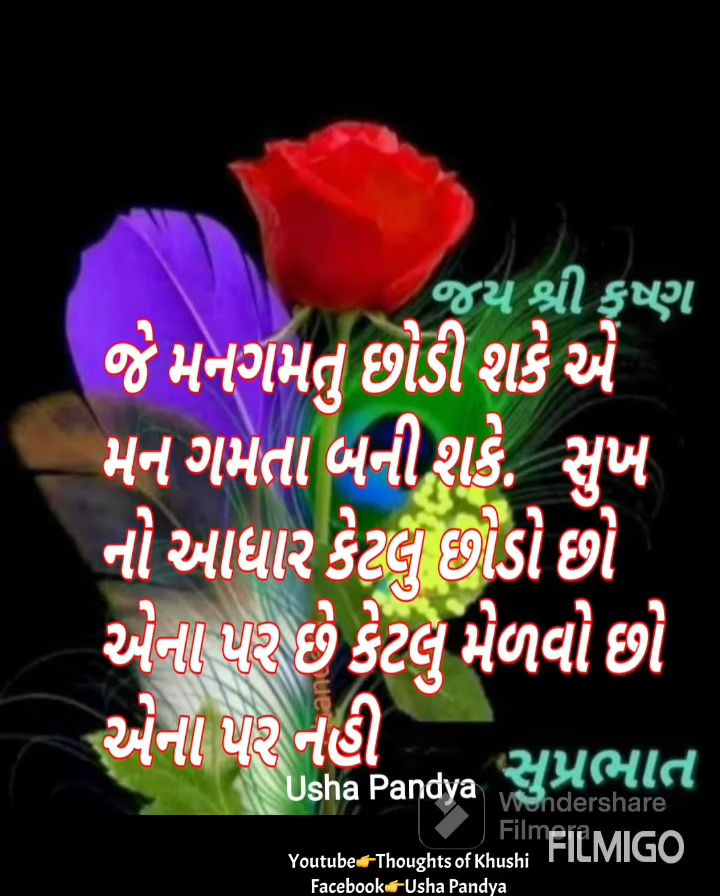 જય શ્રી કૃષ્ણ
જે મનગમતુ છોડી શકે એ
મન ગમતા બની શકે. સુખ
નો આધાર કેટલુ છોડો છો
એના પર છે કેટલુ મેળવો છો
એના પર નહી
સુપ્રભાત
Usha Pandya
Wondershare
Filmora
FILMIGO
Youtube👉Thoughts of Khushi
Facebook👉Usha Pandya